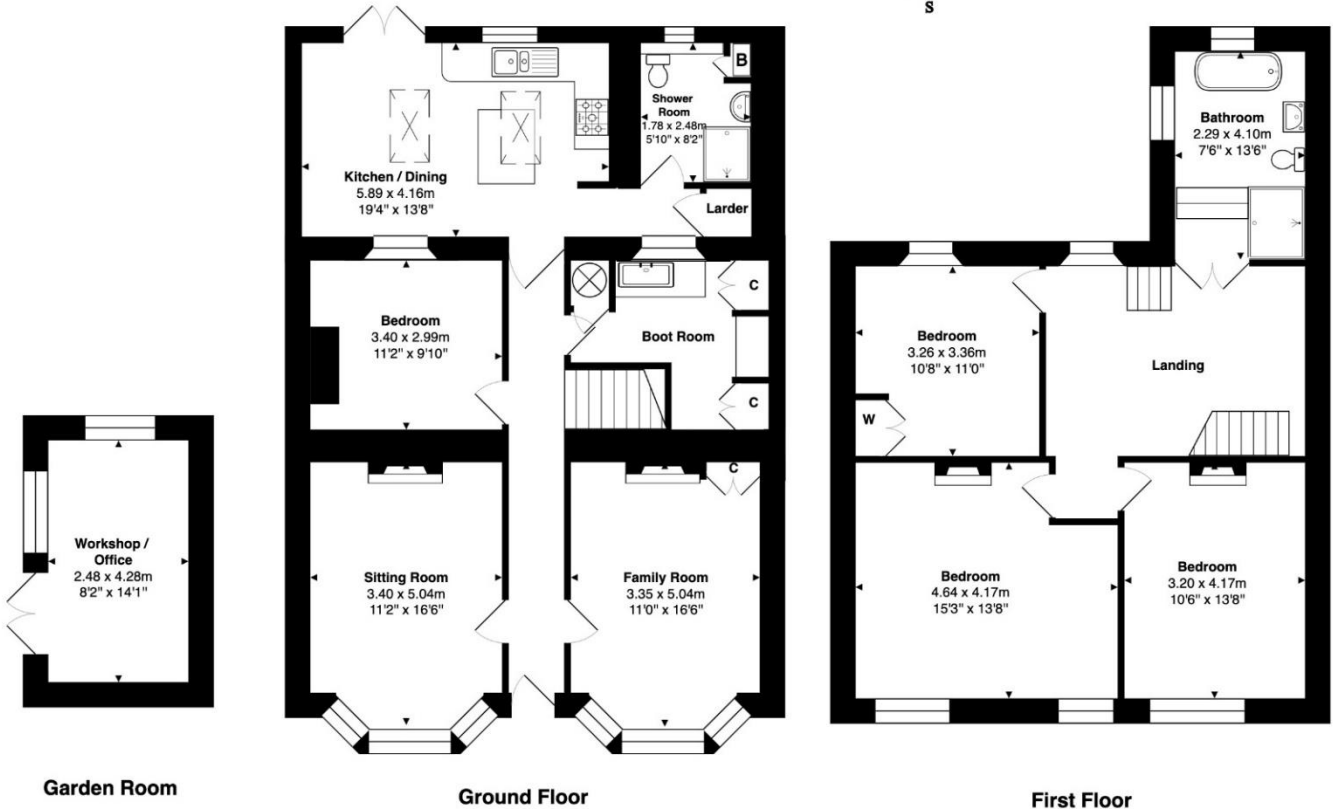 S
B
Shower
Room
1.78 x 2.48m
5'10" x 8'2"
Kitchen / Dining
5.89 x 4.16m
19'4" x 13'8"
Larder
Bedroom
3.40 x 2.99m
11'2" x 9'10"
C
Boot Room
C
Sitting Room
3.40 x 5.04m
11'2" x 16'6"
C
Family Room
3.35 x 5.04m
11'0" x 16'6"
Workshop /
Office
2.48 x 4.28m
8'2" x 14'1"
Bathroom
2.29 x 4.10m
7'6" x 13'6"
Bedroom
3.26 x 3.36m
10'8" x 11'0"
Landing
W
Bedroom
4.64 x 4.17m
15'3" x 13'8"
Bedroom
3.20 x 4.17m
10'6" x 13'8"
Garden Room
Ground Floor
First Floor